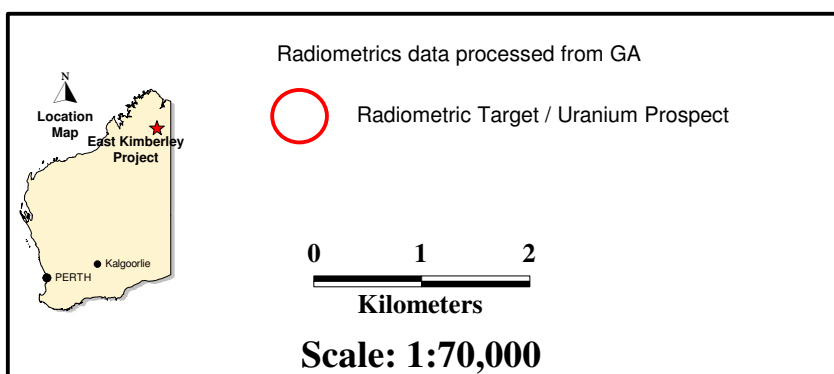 N
Location
Map
East Kimberley
Project
Kalgoorlie
PERTH
Radiometrics data processed from GA
Radiometric Target / Uranium Prospect
0 1 2
Kilometers
Scale: 1:70,000